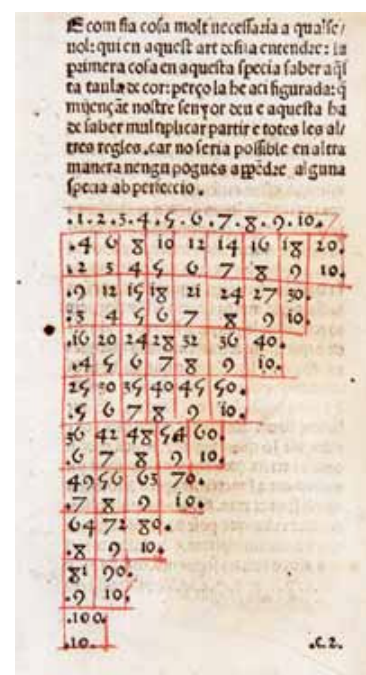 E com sia cosa molt necessaria a qualse/
nol: qui en aquest art desita entendre: la
primera cosa en aquesta specia saber aq̃
sta taula de cor: perço la he aci figurada: q̃
mijençãt nostre senyor deu e aquesta ha
de saber multiplicar partir e totes les al/
tres regles. car no seria possible en altra
manera nengu pogues app̃dre alguna
specia ab perfeccio.
.1.2.3.4.5.6.7.8.9.10.
.4 6 8 10 12 14 16 18 20.
.2 3 4 5 6 7 8 9 10.
.9 12 15 18 21 24 27 30.
.3 4 5 6 7 8 9 10.
.16 20 24 28 32 36 40.
.4 5 6 7 8 9 10.
25 30 35 40 45 50.
.5 6 7 8 9 10.
36 42 48 54 60.
.6 7 8 9 10.
49 56 63 70.
.7 8 9 10.
64 72 80.
.8 9 10.
81 90.
.9 10.
.100.
.10.
.c.2.